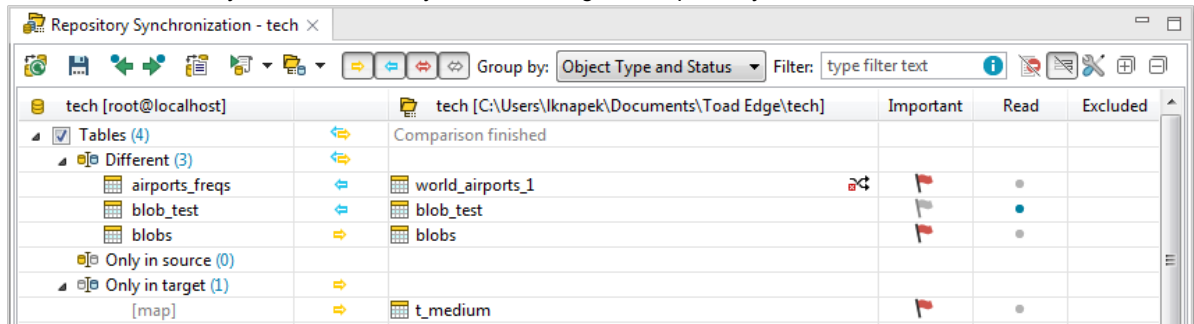 Repository Synchronization - tech
Group by: Object Type and Status Filter: type filter text
tech [root@localhost] tech [C:\Users\lknapek\Documents\Toad Edge\tech] Important Read Excluded
Tables (4) Comparison finished
Different (3)
airports_freqs world_airports_1
blob_test blob_test
blobs blobs
Only in source (0)
Only in target (1)
[map] t_medium